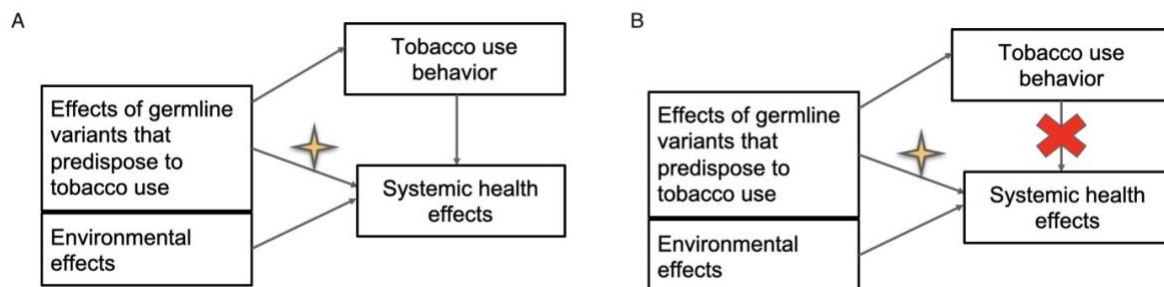 A
Tobacco use
behavior
Effects of germline
variants that
predispose to
tobacco use
Systemic health
effects
Environmental
effects
B
Tobacco use
behavior
Effects of germline
variants that
predispose to
tobacco use
Systemic health
effects
Environmental
effects